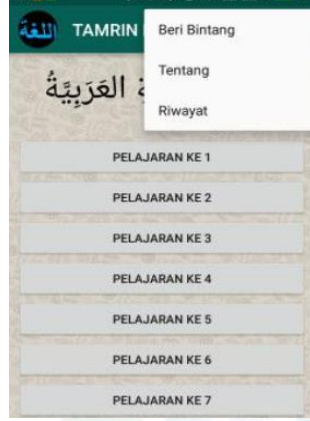 اللغة
TAMRIN
Beri Bintang
Tentang
Riwayat
العَرَبِيَّةُ
PELAJARAN KE 1
PELAJARAN KE 2
PELAJARAN KE 3
PELAJARAN KE 4
PELAJARAN KE 5
PELAJARAN KE 6
PELAJARAN KE 7